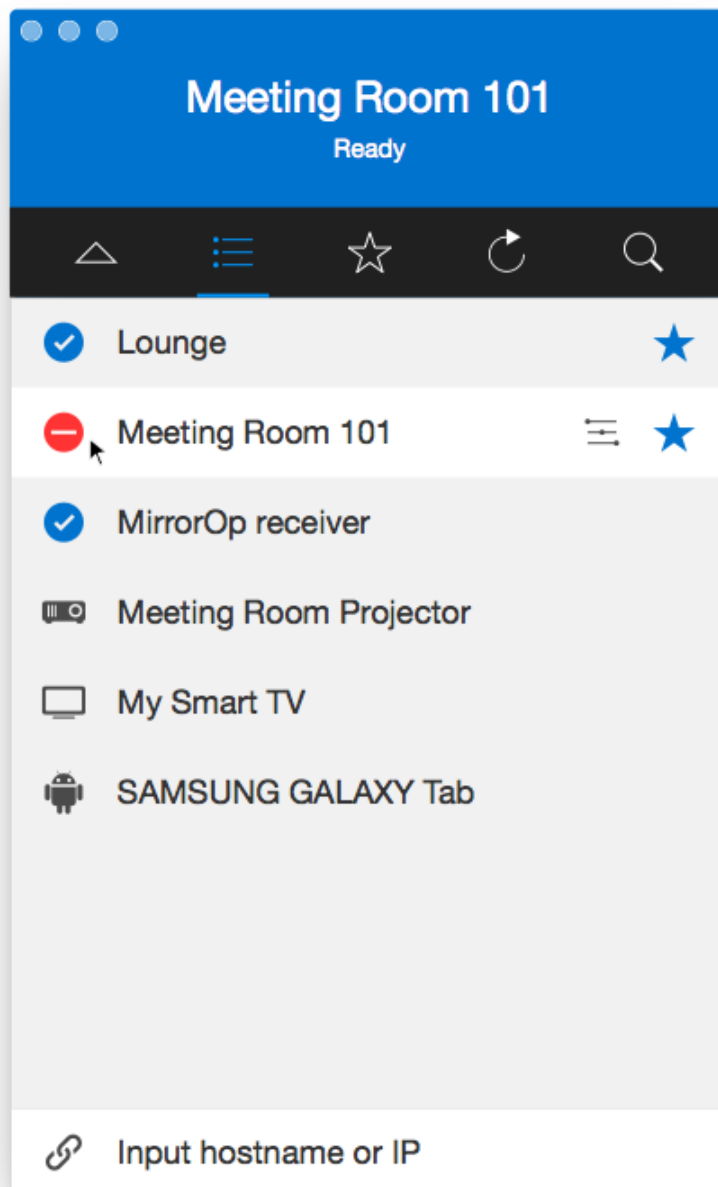 Meeting Room 101
Ready
Lounge
Meeting Room 101
MirrorOp receiver
Meeting Room Projector
My Smart TV
SAMSUNG GALAXY Tab
Input hostname or IP